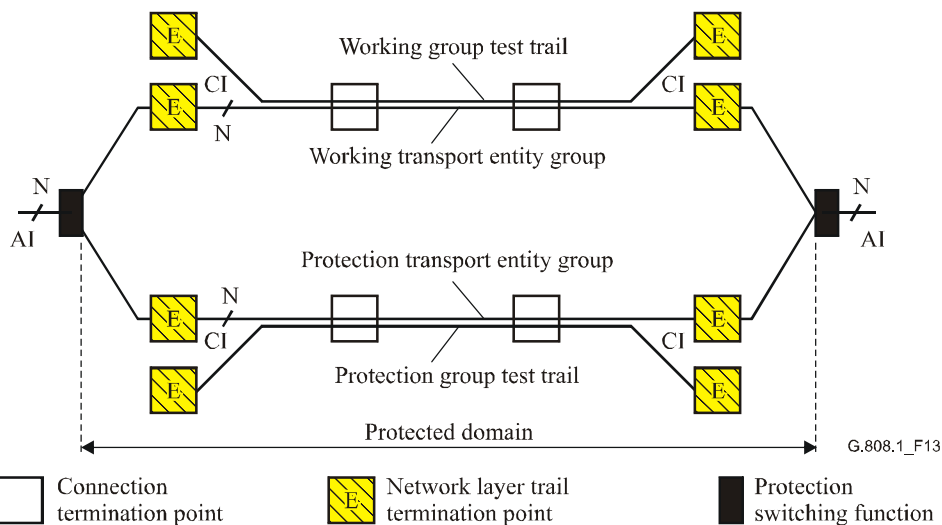 E
E
Working group test trail
CI
CI
E
E
N
Working transport entity group
N
N
AI
AI
Protection transport entity group
N
E
E
CI
CI
Protection group test trail
E
E
Protected domain
G.808.1_F13
Connection
termination point
E
Network layer trail
termination point
Protection
switching function